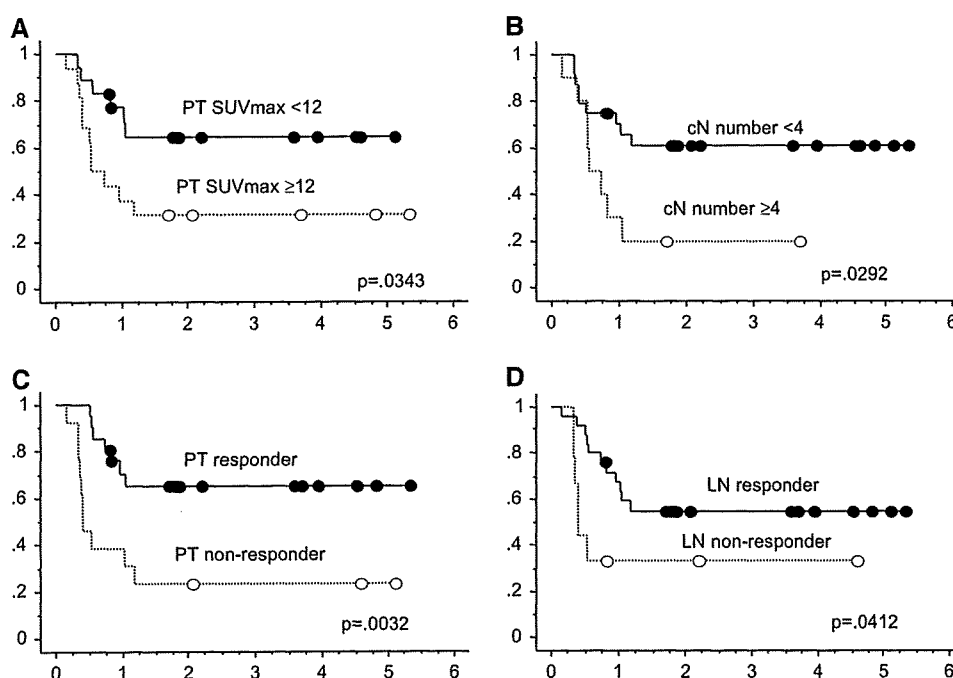 A
1
.8
.6
.4
.2
0
PT SUVmax <12
PT SUVmax ≥12
p=.0343
0 1 2 3 4 5 6
B
1
.8
.6
.4
.2
0
cN number <4
cN number ≥4
p=.0292
0 1 2 3 4 5 6
C
1
.8
.6
.4
.2
0
PT responder
PT non-responder
p=.0032
0 1 2 3 4 5 6
D
1
.8
.6
.4
.2
0
LN responder
LN non-responder
p=.0412
0 1 2 3 4 5 6